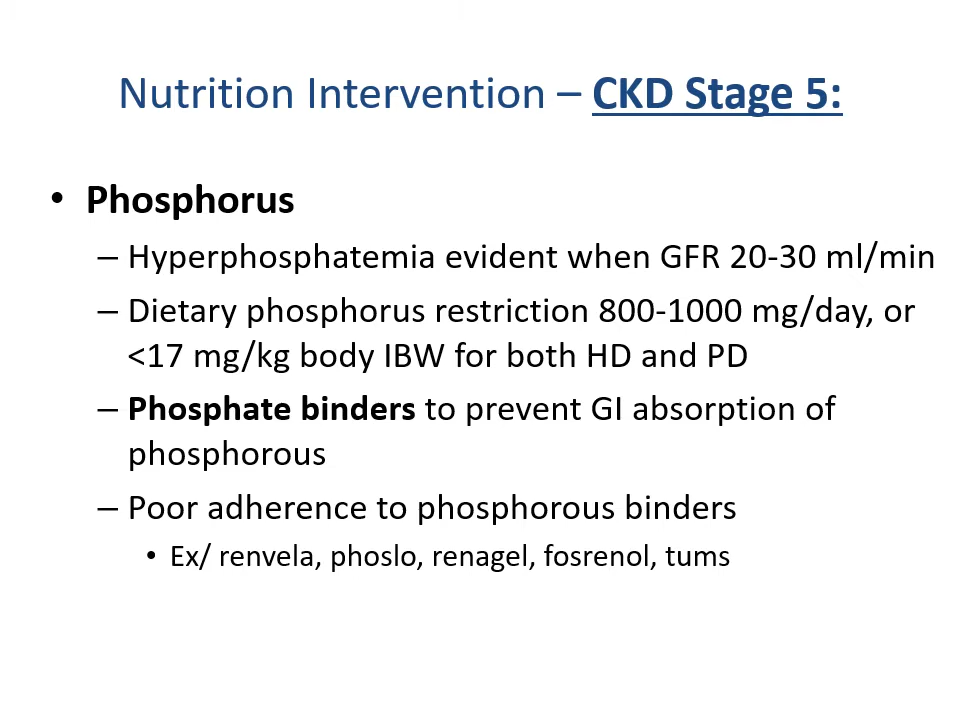 Nutrition Intervention – CKD Stage 5:
• Phosphorus
– Hyperphosphatemia evident when GFR 20-30 ml/min
– Dietary phosphorus restriction 800-1000 mg/day, or
<17 mg/kg body IBW for both HD and PD
– Phosphate binders to prevent GI absorption of
phosphorous
– Poor adherence to phosphorous binders
• Ex/ renvela, phoslo, renagel, fosrenol, tums